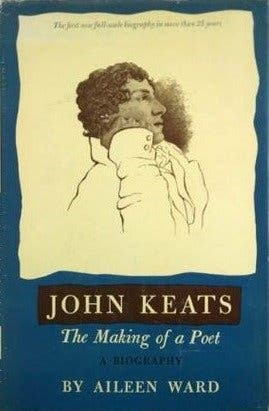 The first new full-scale biography in more than 25 years
JOHN KEATS
The Making of a Poet
A BIOGRAPHY
BY AILEEN WARD